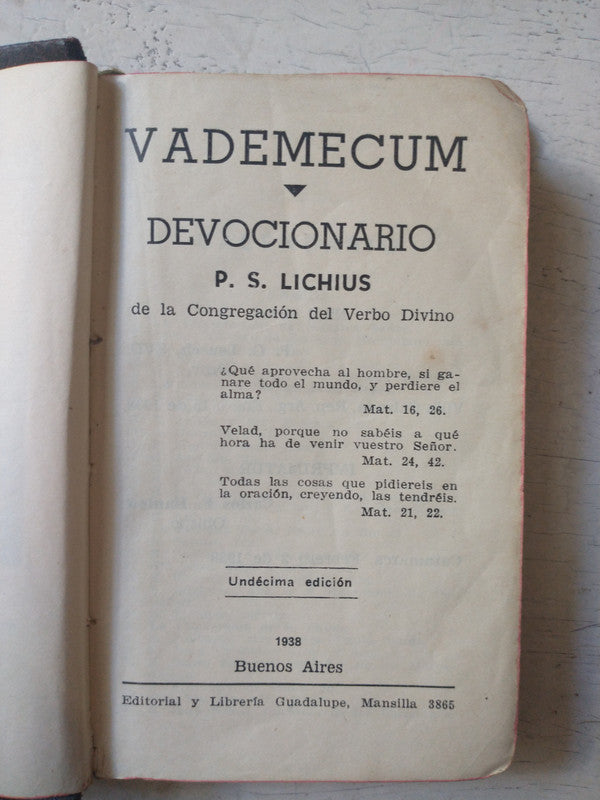 VADEMECUM
DEVOCIONARIO
P. S. LICHIUS
de la Congregación del Verbo Divino
¿Qué aprovecha al hombre, si ga-
nare todo el mundo, y perdiere el
alma?
Mat. 16, 26.
Velad, porque no sabéis a qué
hora ha de venir vuestro Señor.
Mat. 24, 42.
Todas las cosas que pidiereis en
la oración, creyendo, las tendréis.
Mat. 21, 22.
Undécima edición
1938
Buenos Aires
Editorial y Librería Guadalupe, Mansilla 3865